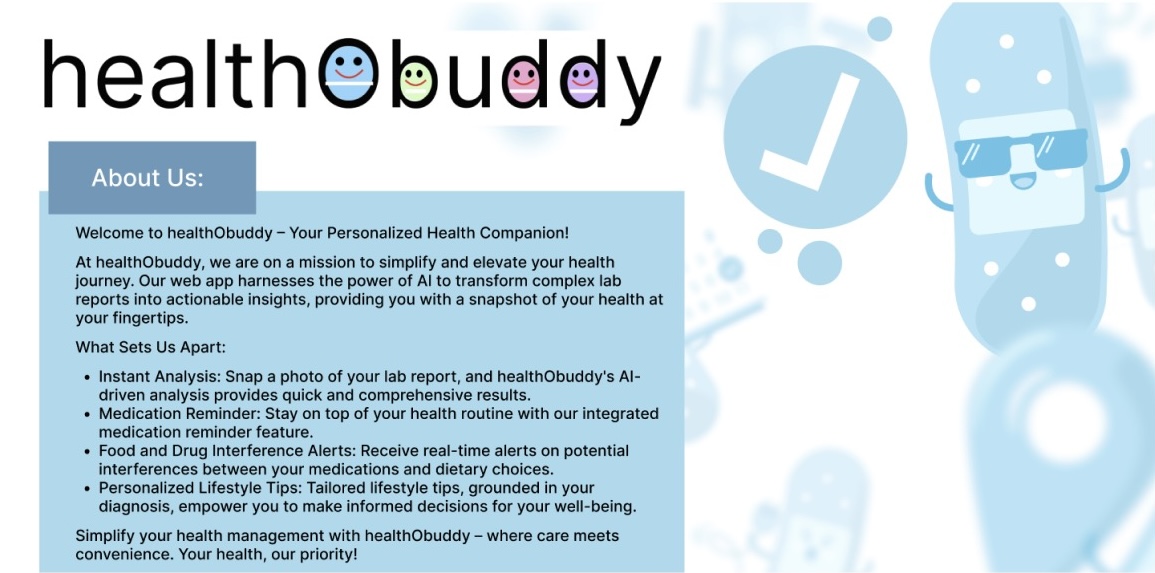 healthObuddy
About Us:
Welcome to healthObuddy – Your Personalized Health Companion!
At healthObuddy, we are on a mission to simplify and elevate your health
journey. Our web app harnesses the power of AI to transform complex lab
reports into actionable insights, providing you with a snapshot of your health at
your fingertips.
What Sets Us Apart:
• Instant Analysis: Snap a photo of your lab report, and healthObuddy's AI-
driven analysis provides quick and comprehensive results.
• Medication Reminder: Stay on top of your health routine with our integrated
medication reminder feature.
• Food and Drug Interference Alerts: Receive real-time alerts on potential
interferences between your medications and dietary choices.
• Personalized Lifestyle Tips: Tailored lifestyle tips, grounded in your
diagnosis, empower you to make informed decisions for your well-being.
Simplify your health management with healthObuddy – where care meets
convenience. Your health, our priority!